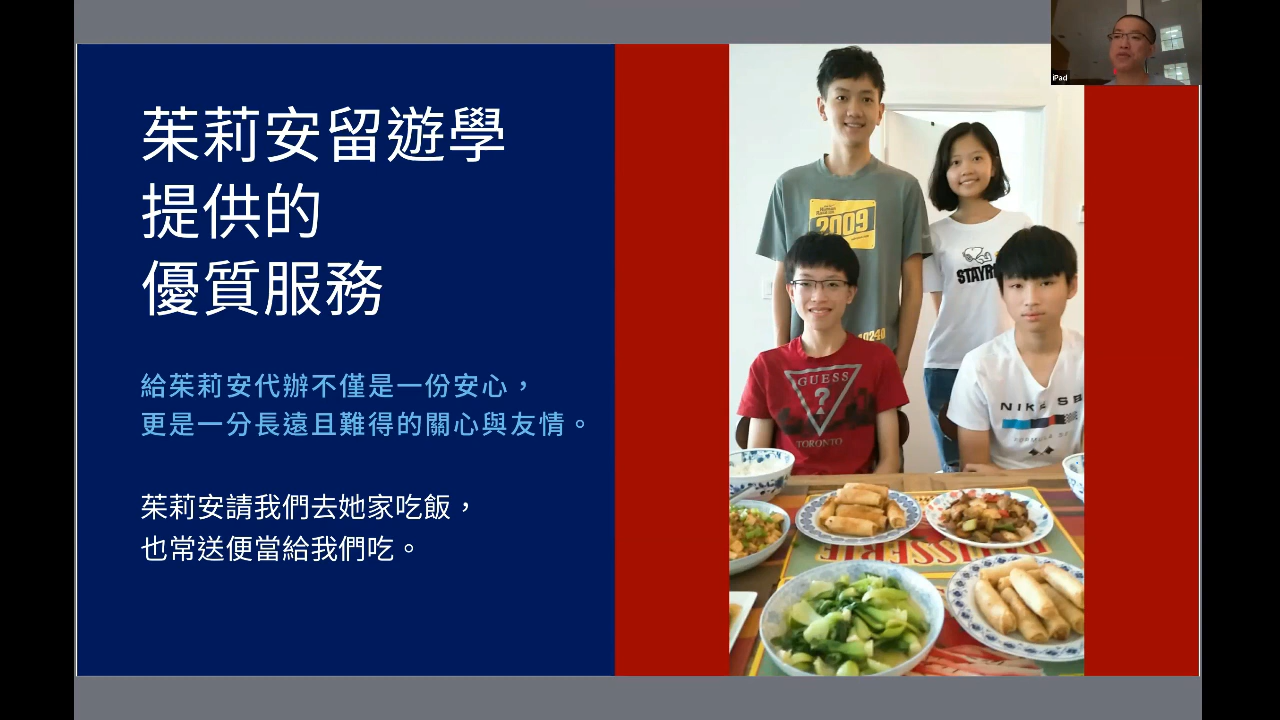 茱莉安留遊學
提供的
優質服務
給茱莉安代辦不僅是一份安心，
更是一分長遠且難得的關心與友情。
茱莉安請我們去她家吃飯，
也常送便當給我們吃。
iPad
2009
10240
STAYR
GUESS
?
TORONTO